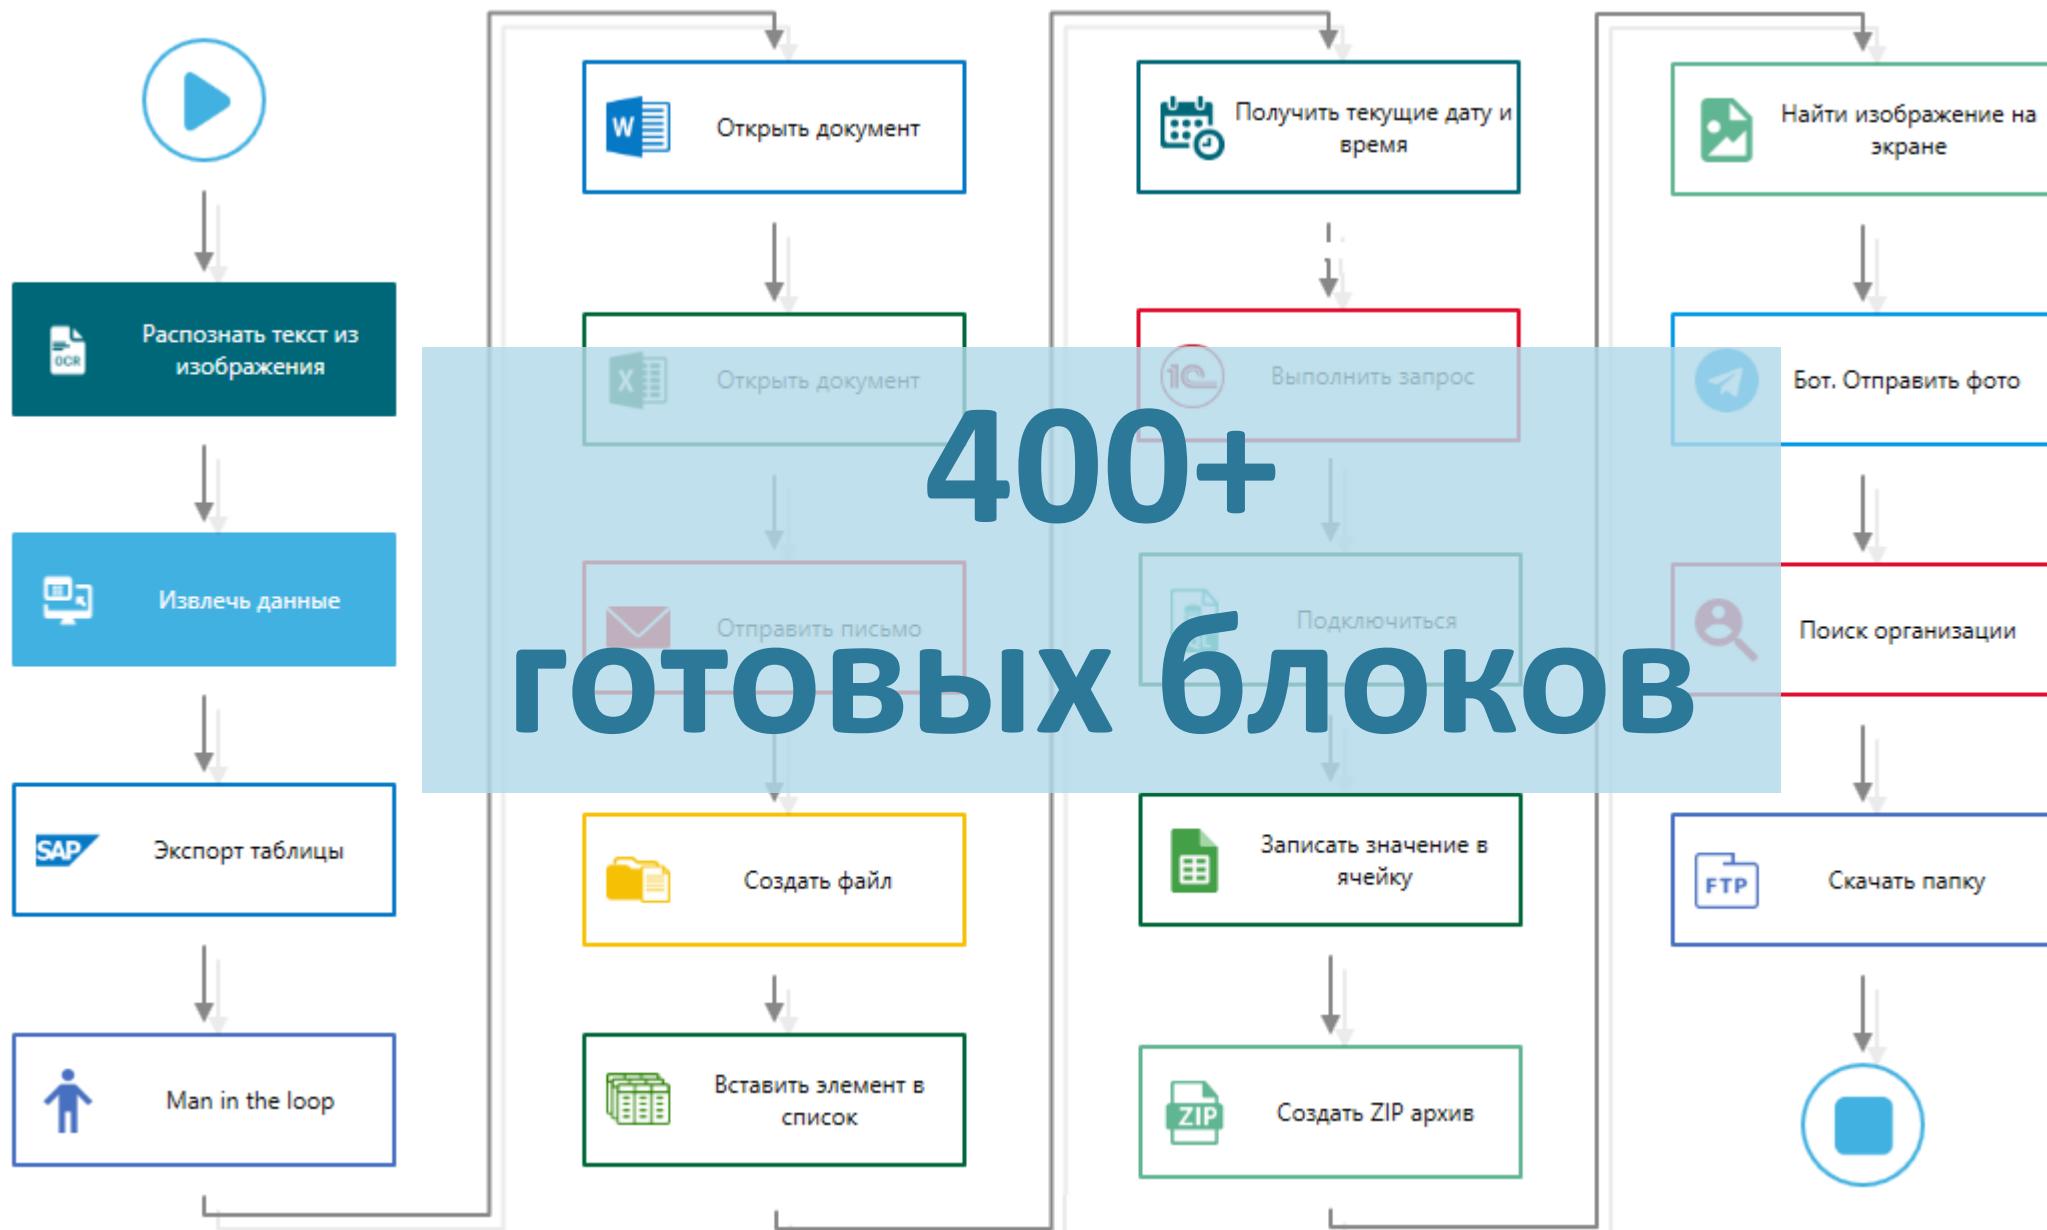 Распознать текст из
изображения
OCR
Извлечь данные
SAP
Экспорт таблицы
Man in the loop
W
Открыть документ
X
Открыть документ
Отправить письмо
Создать файл
Вставить элемент в
список
Получить текущие дату и
время
1С
Выполнить запрос
Подключиться
Записать значение в
ячейку
ZIP
Создать ZIP архив
Найти изображение на
экране
Бот. Отправить фото
Поиск организации
FTP
Скачать папку
400+
готовых блоков